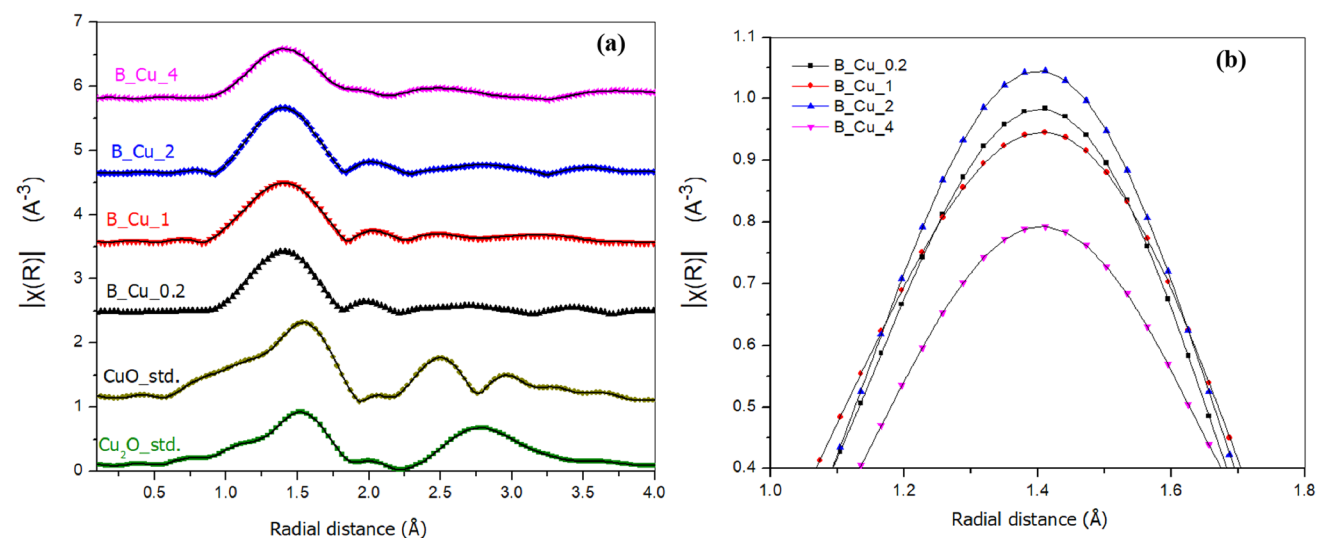 (a)
7
6
5
4
3
2
1
0
B_Cu_4
B_Cu_2
B_Cu_1
B_Cu_0.2
CuO_std.
Cu₂O_std.
|χ(R)| (A⁻³)
0.5 1.0 1.5 2.0 2.5 3.0 3.5 4.0
Radial distance (Å)
(b)
1.1
1.0
0.9
0.8
0.7
0.6
0.5
0.4
B_Cu_0.2
B_Cu_1
B_Cu_2
B_Cu_4
|χ(R)| (A⁻³)
1.0 1.2 1.4 1.6 1.8
Radial distance (Å)